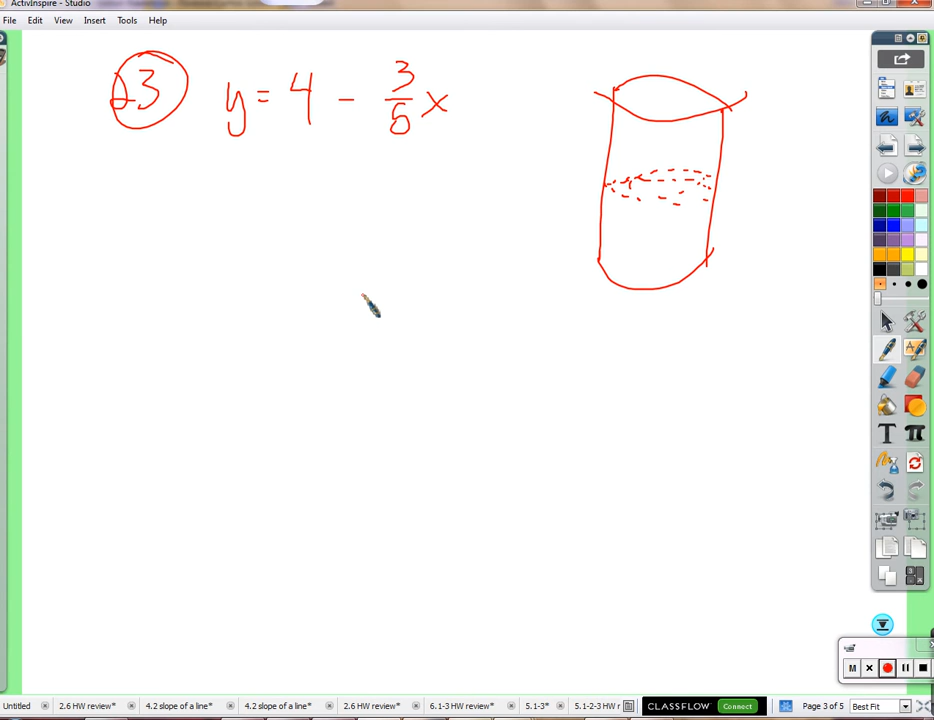 ActivInspire - Studio
File Edit View Insert Tools Help
23 y = 4 - 3/5 x
T π
M
Untitled 2.6 HW review* 4.2 slope of a line* 4.2 slope of a line* 2.6 HW review* 6.1-3 HW review* 5.1-3* 5.1-2-3 HW r CLASSFLOW Connect Page 3 of 5 Best Fit